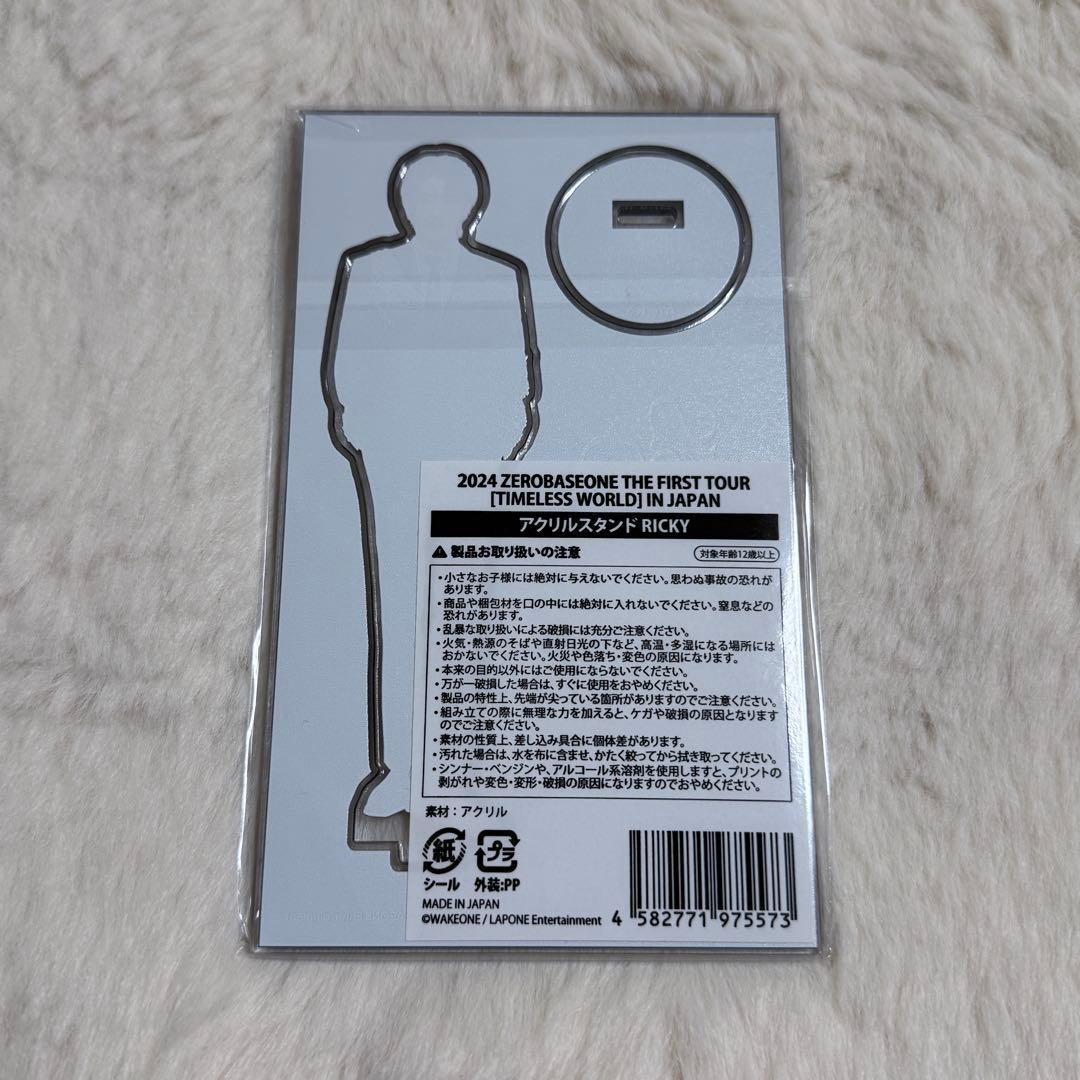 2024 ZEROBASEONE THE FIRST TOUR
[TIMELESS WORLD] IN JAPAN
アクリルスタンド RICKY
製品お取り扱いの注意
対象年齢12歳以上
・小さなお子様には絶対に与えないでください。思わぬ事故の恐れが
あります。
・商品や梱包材を口の中には絶対に入れないでください。窒息などの
恐れがあります。
・乱暴な取り扱いによる破損には充分ご注意ください。
・火気・熱源のそばや直射日光の下など、高温・多湿になる場所には
おかないでください。火災や色落ち・変色の原因になります。
・本来の目的以外にはご使用にならないでください。
・万が一破損した場合は、すぐに使用をおやめください。
・製品の特性上、先端が尖っている箇所がありますのでご注意ください。
・組み立ての際に無理な力を加えると、ケガや破損の原因となります
のでご注意ください。
・素材の性質上、差し込み具合に個体差があります。
・汚れた場合は、水を布に含ませ、かたく絞ってから拭き取ってください。
・シンナー・ベンジンや、アルコール系溶剤を使用しますと、プリントの
剥がれや変色・変形・破損の原因になりますのでおやめください。
素材：アクリル
紙 プラ
シール 外装:PP
MADE IN JAPAN
©WAKEONE / LAPONE Entertainment
4 582771 975573